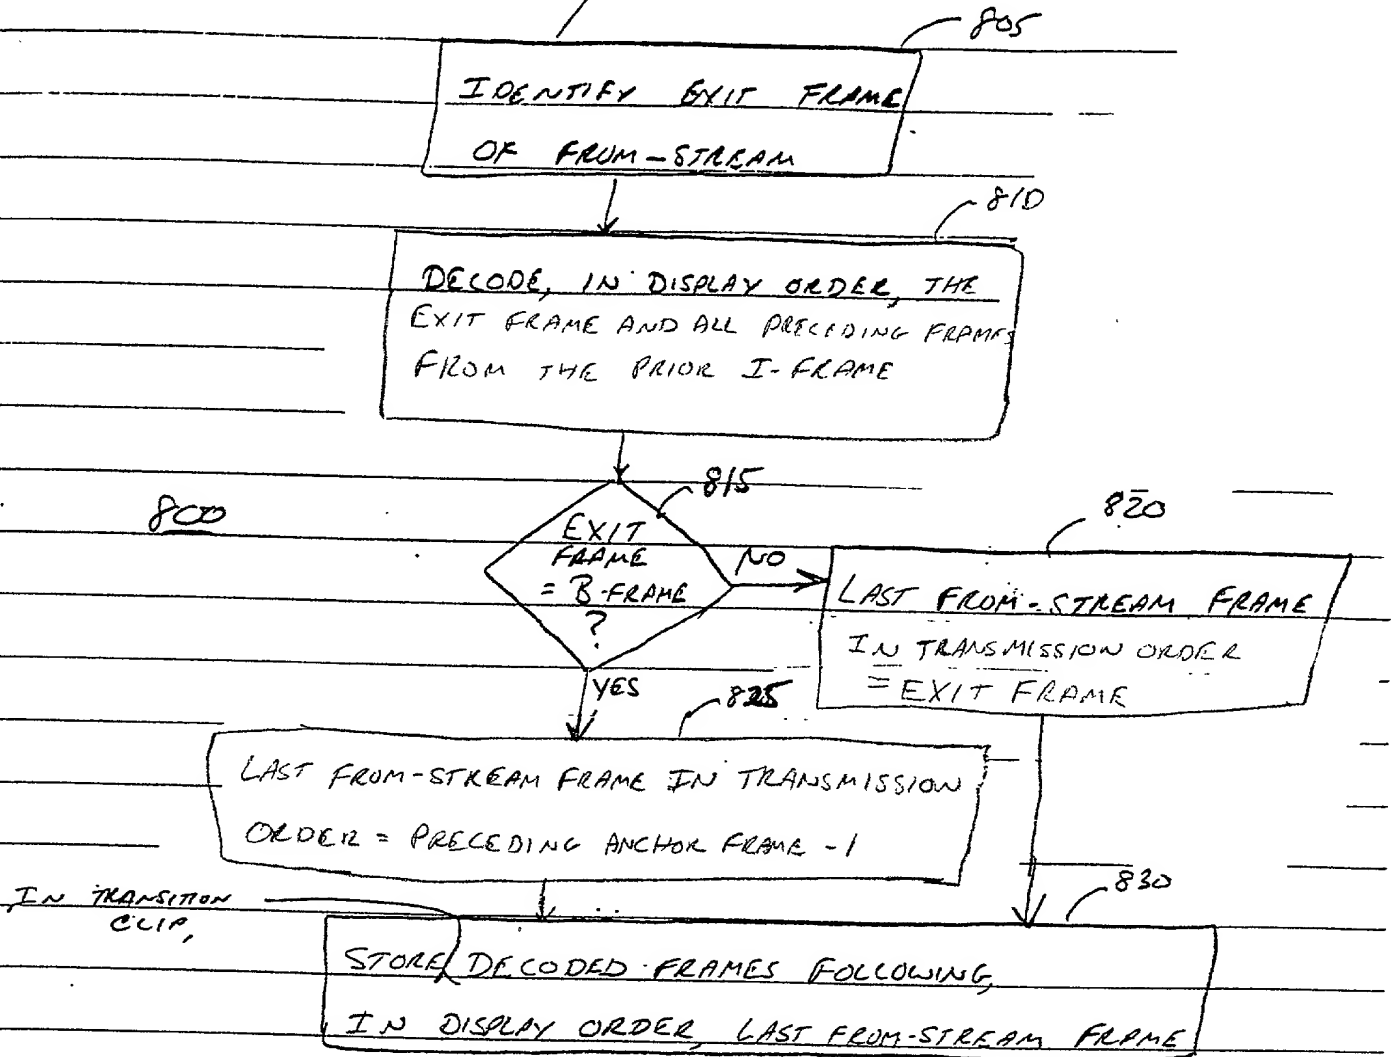 805
IDENTIFY EXIT FRAME
OF FROM-STREAM
810
DECODE, IN DISPLAY ORDER, THE
EXIT FRAME AND ALL PRECEDING FRAMES
FROM THE PRIOR I-FRAME
800
815
EXIT
FRAME
= B-FRAME
?
NO
820
LAST FROM-STREAM FRAME
IN TRANSMISSION ORDER
= EXIT FRAME
YES
825
LAST FROM-STREAM FRAME IN TRANSMISSION
ORDER = PRECEDING ANCHOR FRAME -1
830
IN TRANSITION
CLIP,
STORE, DECODED FRAMES FOLLOWING,
IN DISPLAY ORDER, LAST FROM-STREAM FRAME